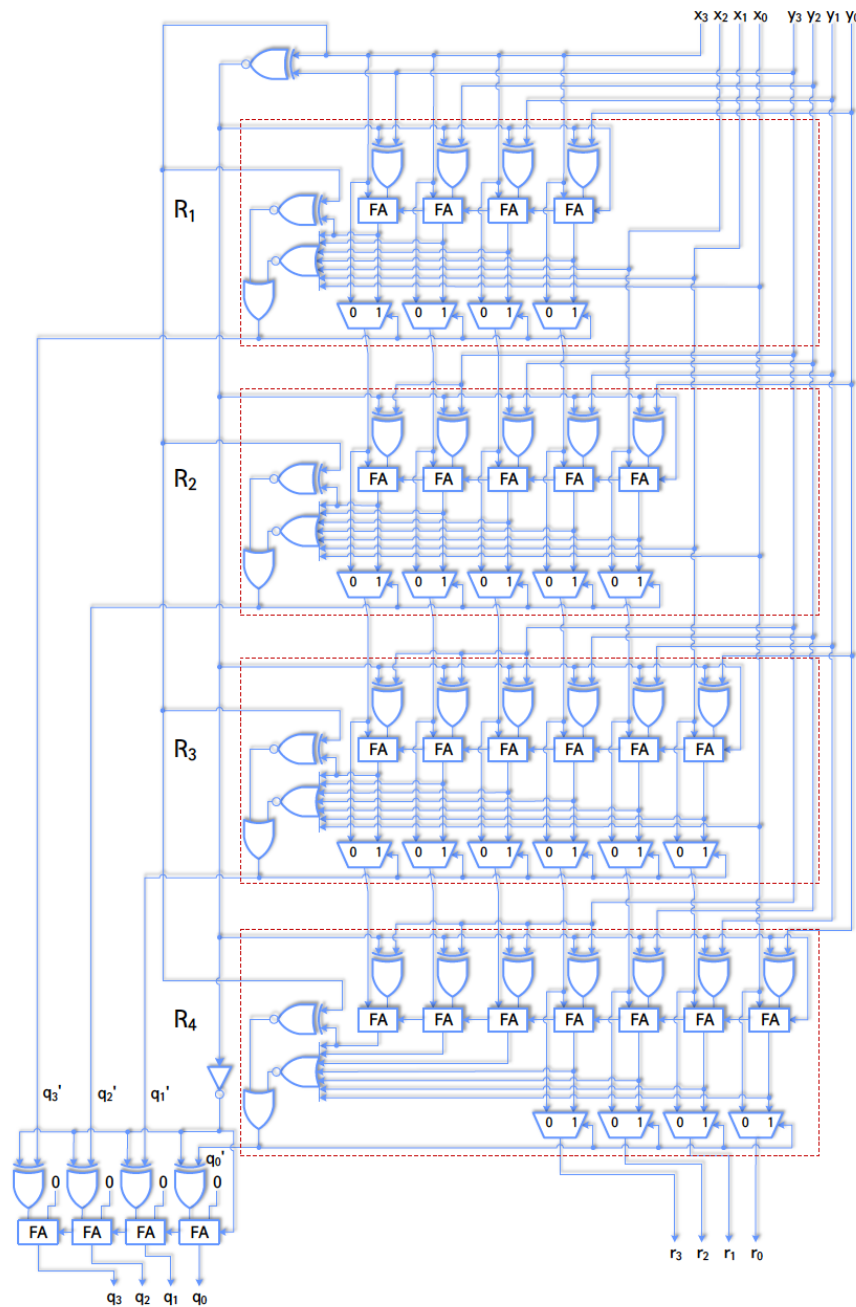 x3 x2 x1 x0 y3 y2 y1 y0
R1
FA FA FA FA
0 1 0 1 0 1 0 1
R2
FA FA FA FA FA
0 1 0 1 0 1 0 1 0 1
R3
FA FA FA FA FA FA
0 1 0 1 0 1 0 1 0 1 0 1
R4
FA FA FA FA FA FA FA
q3' q2' q1'
0 1 0 1 0 1 0 1
q0'
0 0 0 0
FA FA FA FA
r3 r2 r1 r0
q3 q2 q1 q0